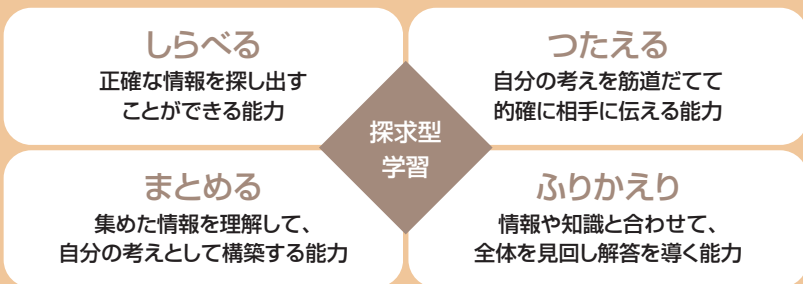 しらべる
正確な情報を探し出す
ことができる能力
つたえる
自分の考えを筋道だてて
的確に相手に伝える能力
探求型
学習
まとめる
集めた情報を理解して、
自分の考えとして構築する能力
ふりかえり
情報や知識と合わせて、
全体を見回し解答を導く能力